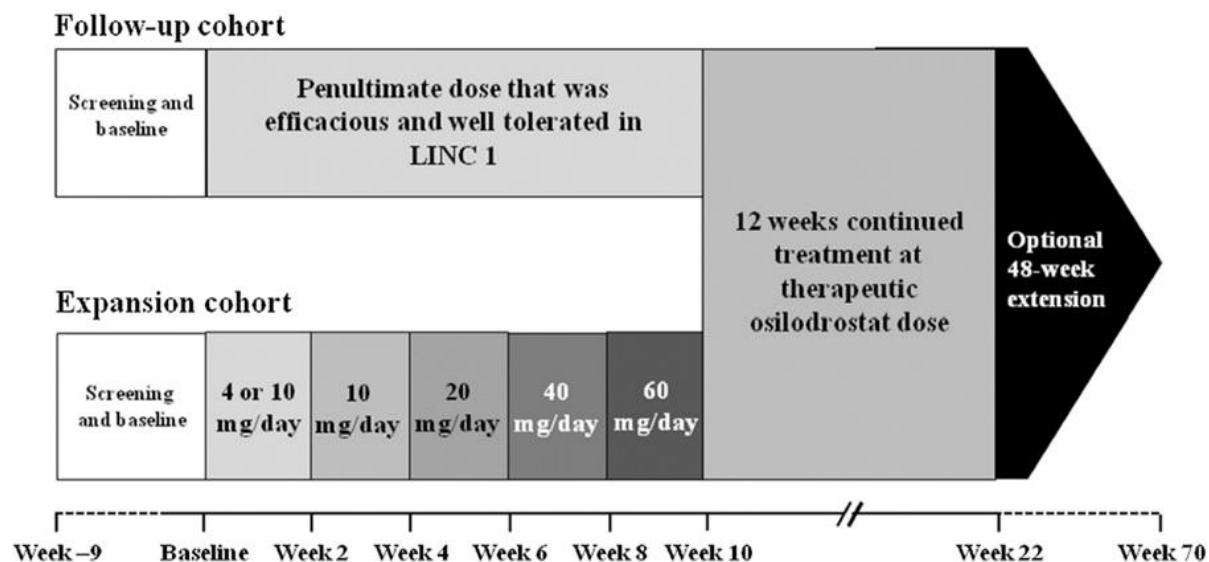 Follow-up cohort
Screening and
baseline
Penultimate dose that was
efficacious and well tolerated in
LINC 1
12 weeks continued
treatment at
therapeutic
osilodrostat dose
Optional
48-week
extension
Expansion cohort
Screening
and baseline
4 or 10
mg/day
10
mg/day
20
mg/day
40
mg/day
60
mg/day
Week –9
Baseline
Week 2
Week 4
Week 6
Week 8
Week 10
Week 22
Week 70